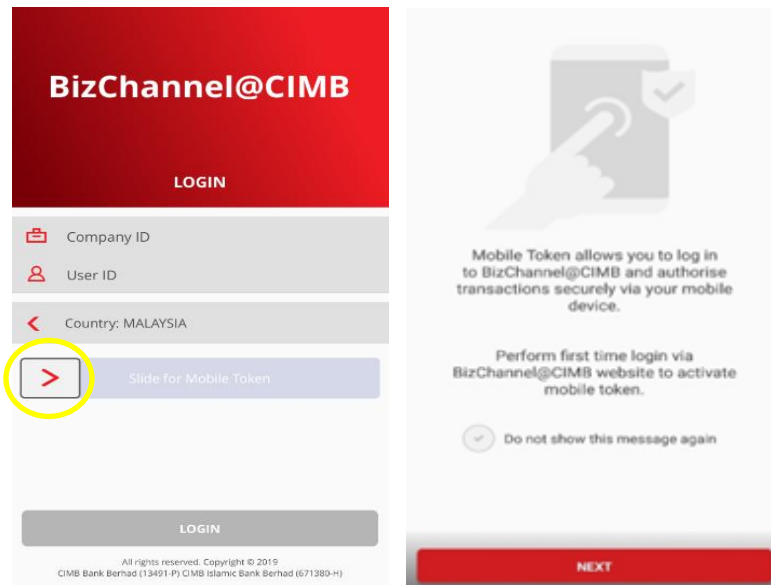 BizChannel@CIMB
LOGIN
Company ID
User ID
Country: MALAYSIA
Slide for Mobile Token
LOGIN
All rights reserved. Copyright © 2019
CIMB Bank Berhad (13491-P) CIMB Islamic Bank Berhad (671380-H)
Mobile Token allows you to log in
to BizChannel@CIMB and authorise
transactions securely via your mobile
device.
Perform first time login via
BizChannel@CIMB website to activate
mobile token.
Do not show this message again
NEXT